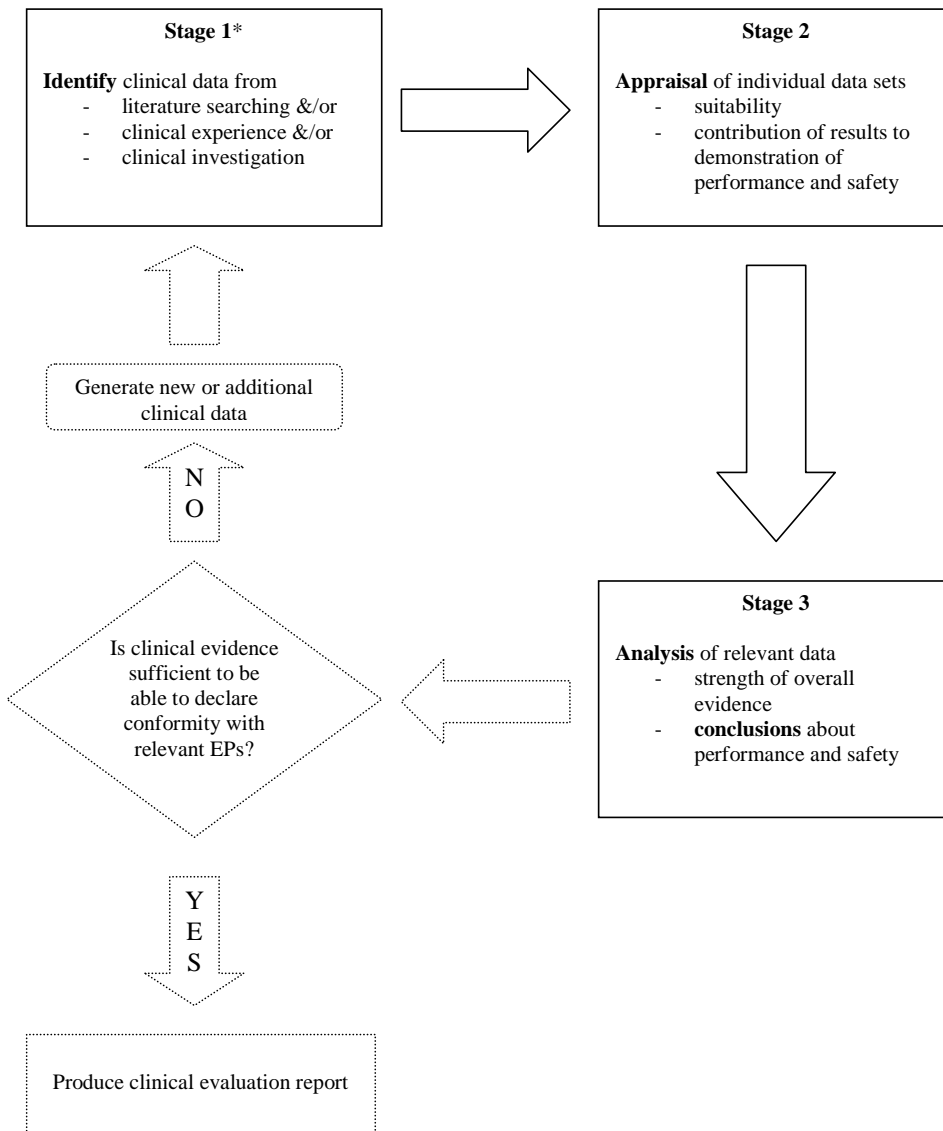 Stage 1*
Identify clinical data from
- literature searching &/or
- clinical experience &/or
- clinical investigation
Stage 2
Appraisal of individual data sets
- suitability
- contribution of results to
demonstration of
performance and safety
Stage 3
Analysis of relevant data
- strength of overall
evidence
- conclusions about
performance and safety
Is clinical evidence
sufficient to be
able to declare
conformity with
relevant EPs?
N
O
Generate new or additional
clinical data
Y
E
S
Produce clinical evaluation report